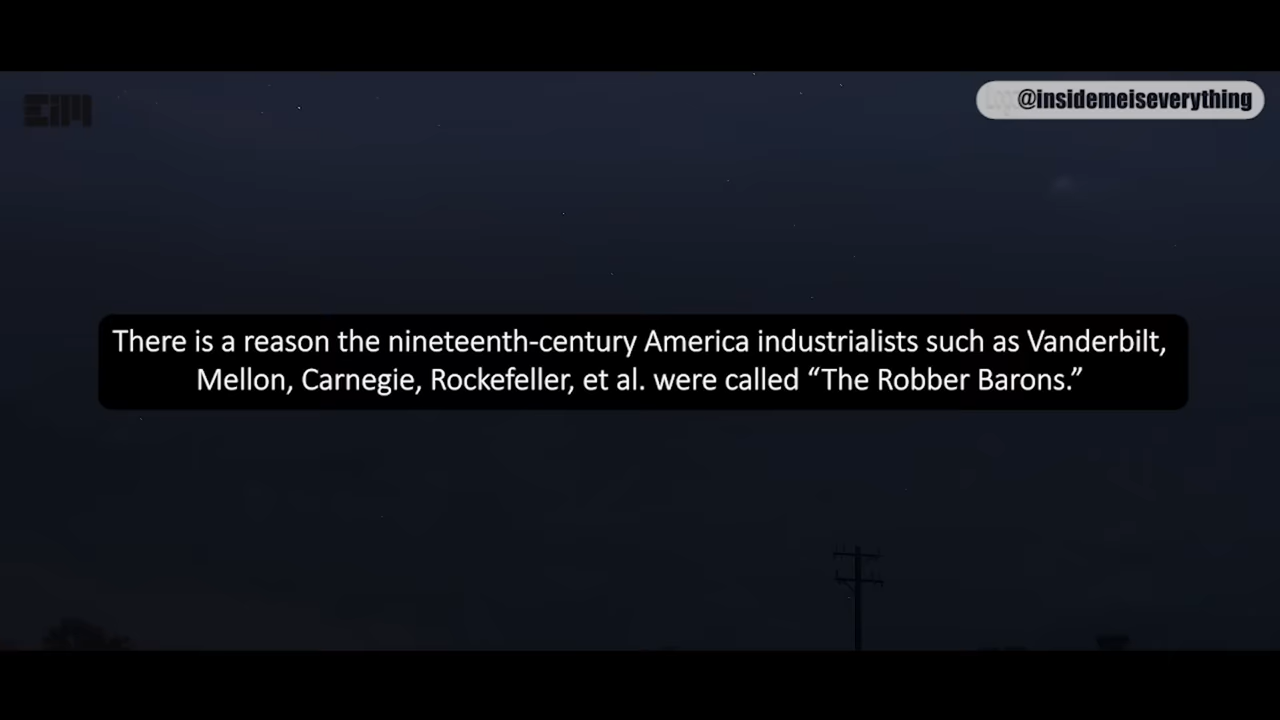 EiM
@insidemeiseverything
There is a reason the nineteenth-century America industrialists such as Vanderbilt,
Mellon, Carnegie, Rockefeller, et al. were called “The Robber Barons.”